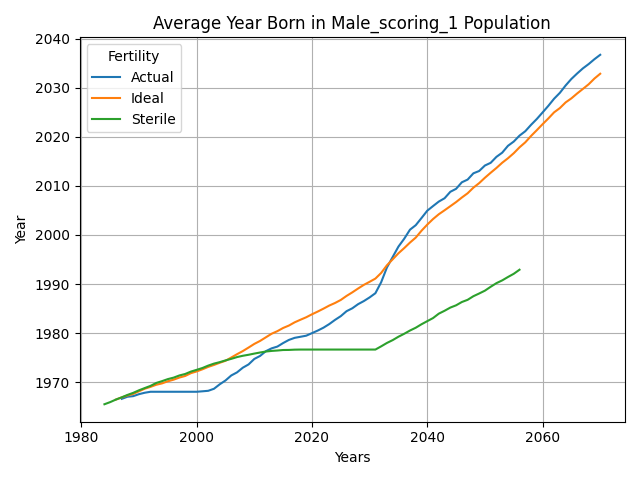 Average Year Born in Male_scoring_1 Population
2040
2030
2020
2010
2000
1990
1980
1970
Year
Fertility
Actual
Ideal
Sterile
1980
2000
2020
2040
2060
Years